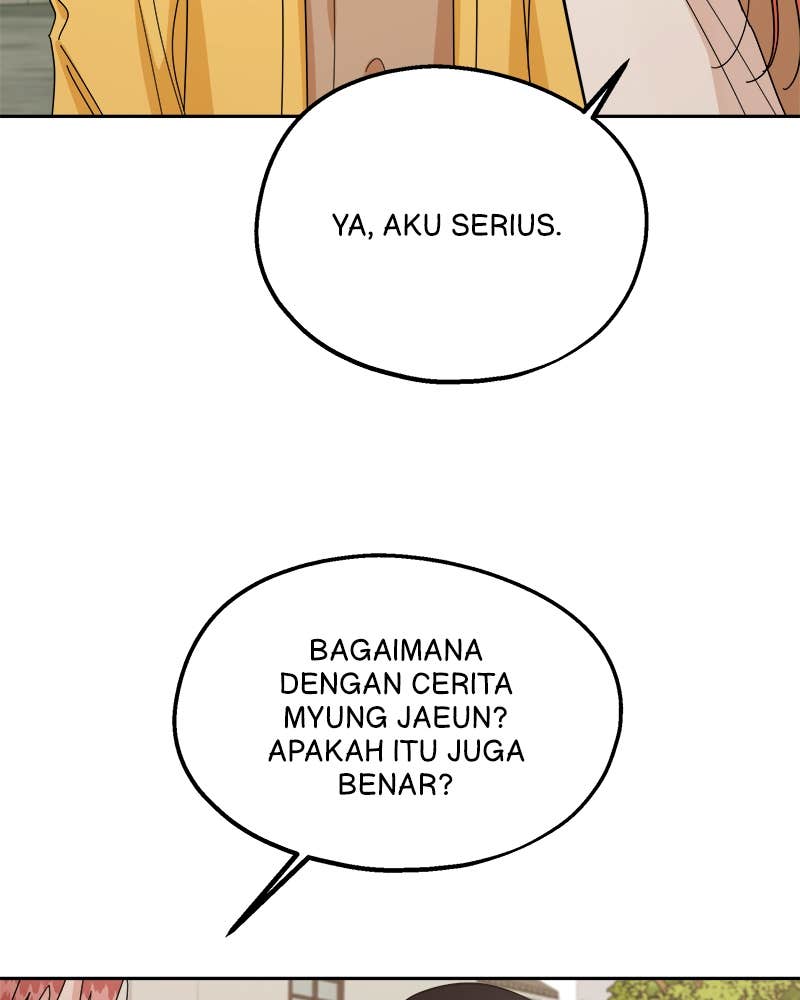 YA, AKU SERIUS.
BAGAIMANA
DENGAN CERITA
MYUNG JAEUN?
APAKAH ITU JUGA
BENAR?